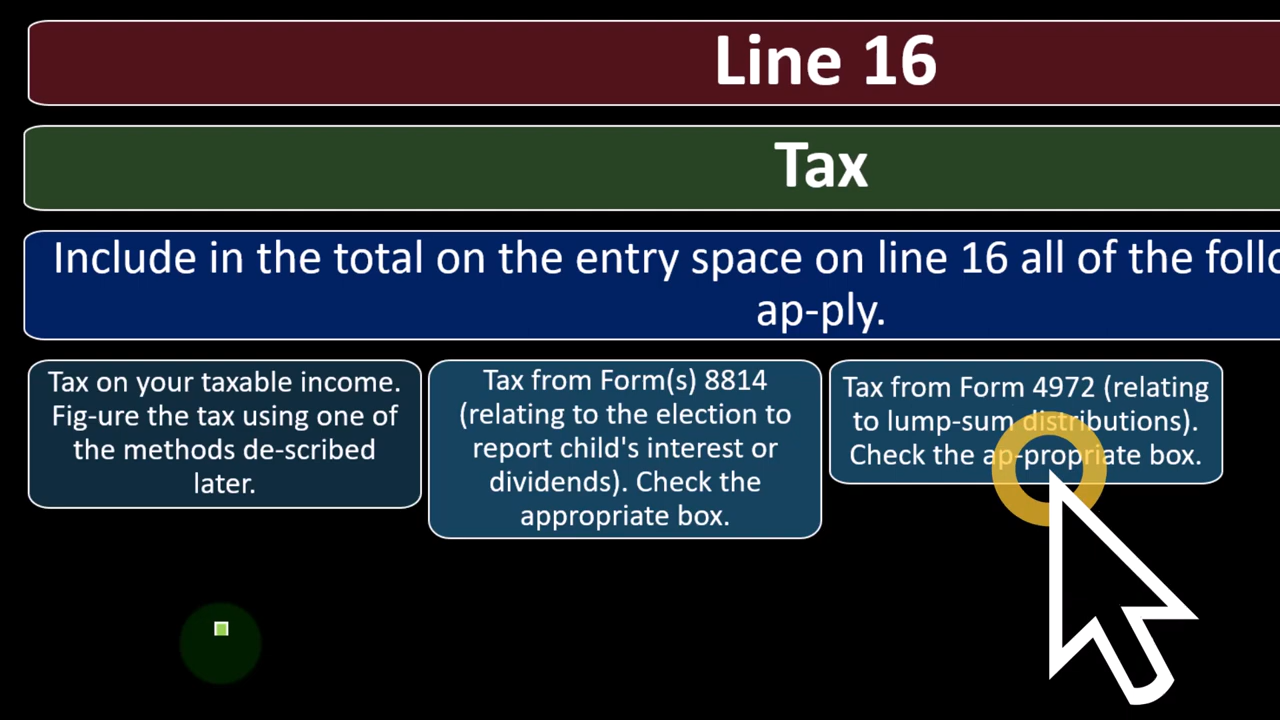 Line 16
Tax
Include in the total on the entry space on line 16 all of the
ap-ply.
Tax on your taxable income.
Fig-ure the tax using one of
the methods de-scribed
later.
Tax from Form(s) 8814
(relating to the election to
report child's interest or
dividends). Check the
appropriate box.
Tax from Form 4972 (relating
to lump-sum distributions).
Check the ap-propriate box.